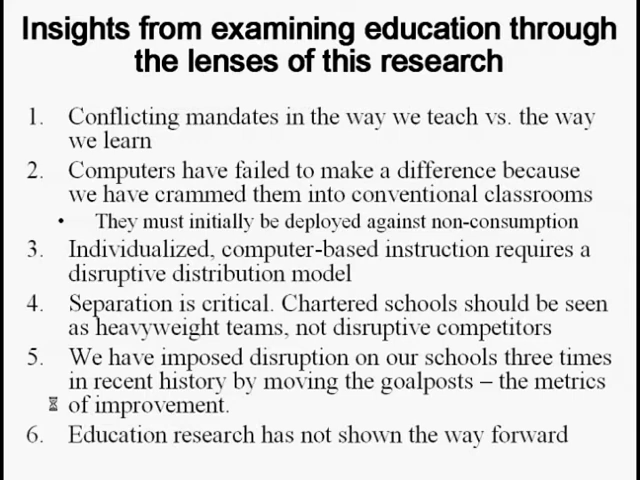 Insights from examining education through
the lenses of this research
1. Conflicting mandates in the way we teach vs. the way
we learn
2. Computers have failed to make a difference because
we have crammed them into conventional classrooms
• They must initially be deployed against non-consumption
3. Individualized, computer-based instruction requires a
disruptive distribution model
4. Separation is critical. Chartered schools should be seen
as heavyweight teams, not disruptive competitors
5. We have imposed disruption on our schools three times
in recent history by moving the goalposts – the metrics
of improvement.
6. Education research has not shown the way forward